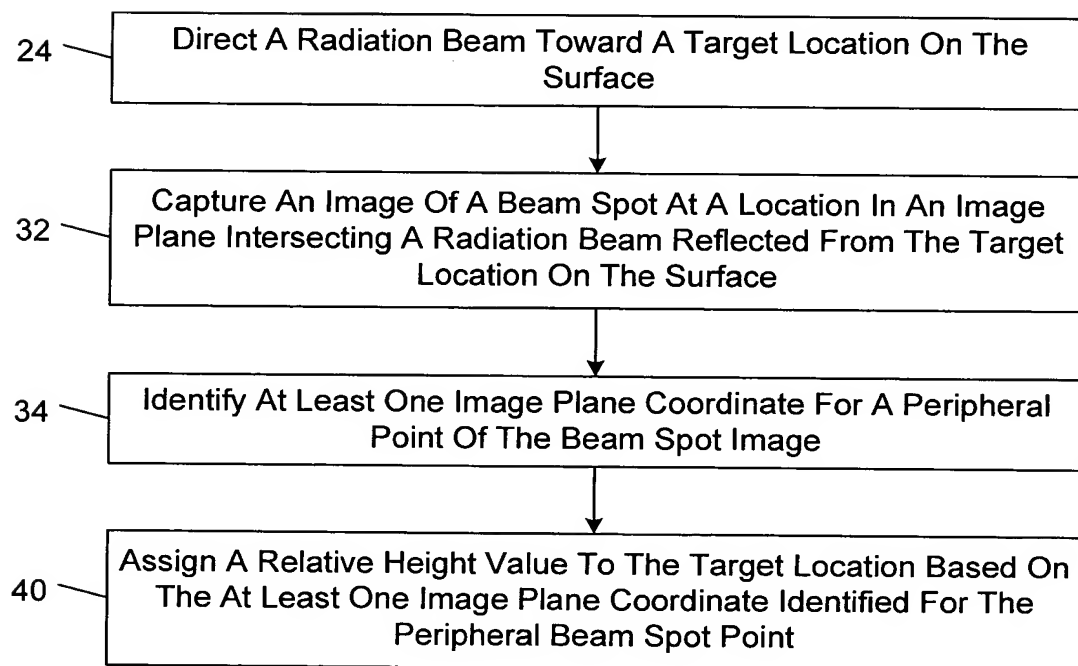 24
Direct A Radiation Beam Toward A Target Location On The
Surface
32
Capture An Image Of A Beam Spot At A Location In An Image
Plane Intersecting A Radiation Beam Reflected From The Target
Location On The Surface
34
Identify At Least One Image Plane Coordinate For A Peripheral
Point Of The Beam Spot Image
40
Assign A Relative Height Value To The Target Location Based On
The At Least One Image Plane Coordinate Identified For The
Peripheral Beam Spot Point